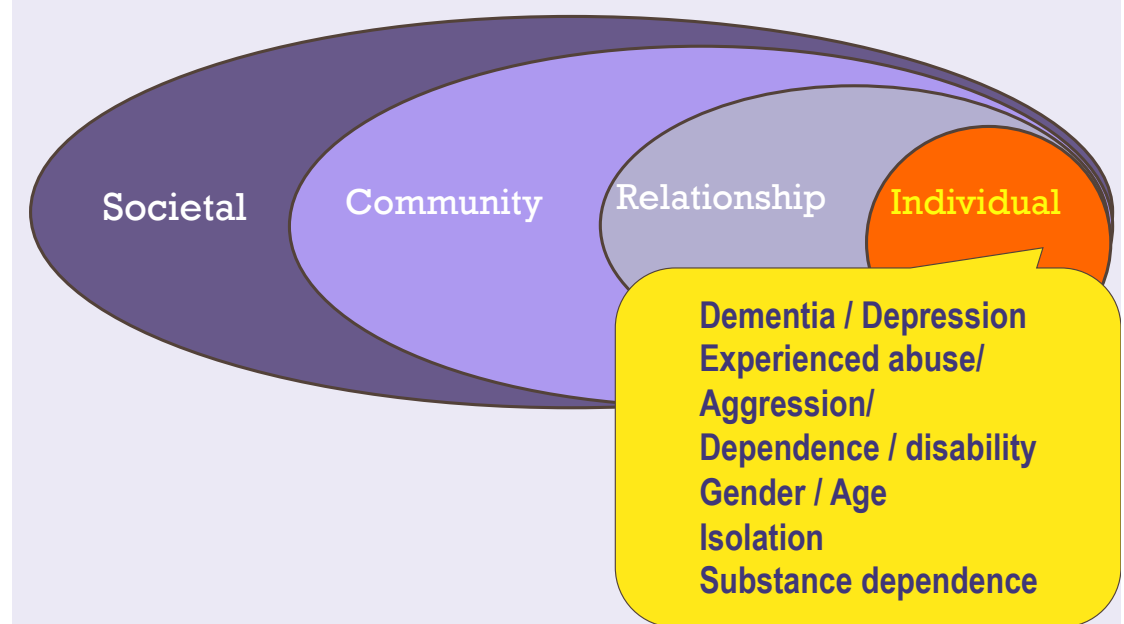 Societal
Community
Relationship
Individual
Dementia / Depression
Experienced abuse/
Aggression/
Dependence / disability
Gender / Age
Isolation
Substance dependence